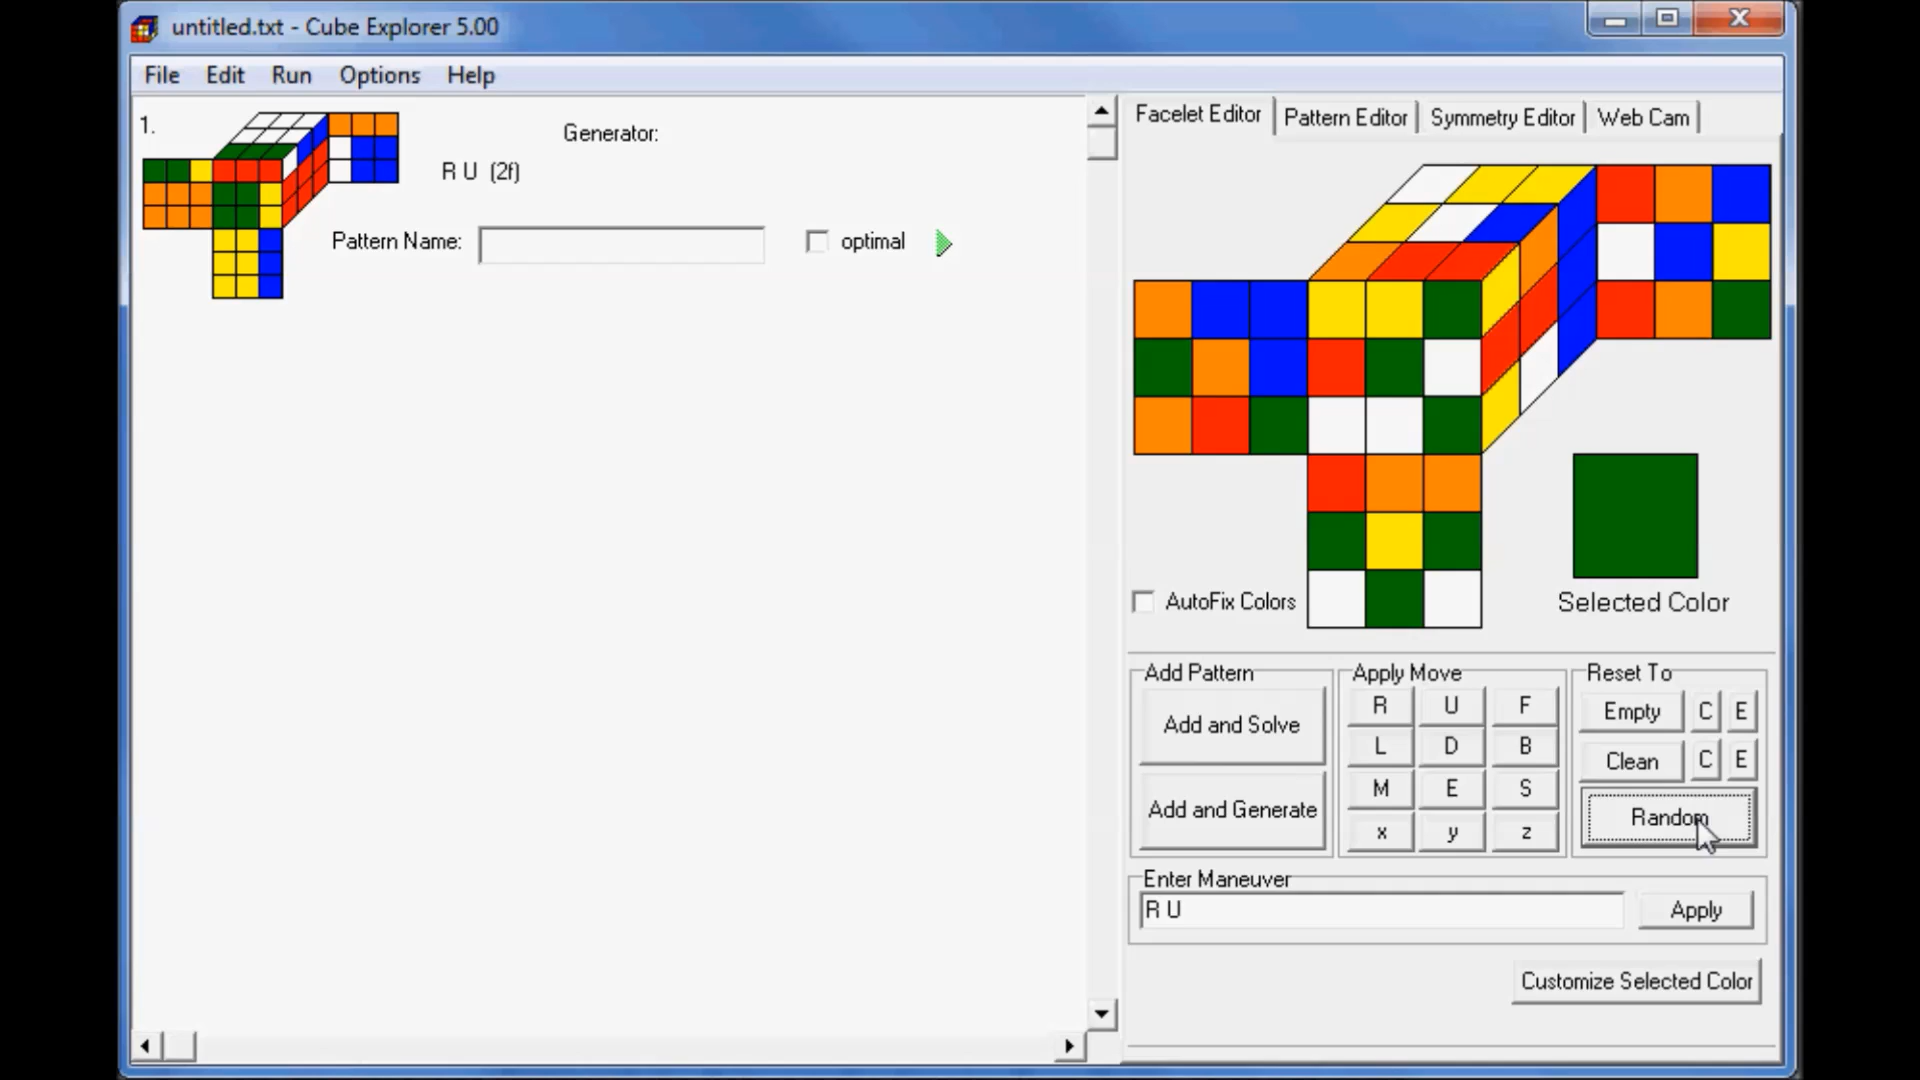 untitled.txt - Cube Explorer 5.00
File Edit Run Options Help
1.
Generator:
R U (2f)
Pattern Name:
optimal
Facelet Editor Pattern Editor Symmetry Editor Web Cam
AutoFix Colors
Selected Color
Add Pattern
Add and Solve
Add and Generate
Apply Move
R U F
L D B
M E S
x y z
Reset To
Empty C E
Clean C E
Random
Enter Maneuver
R U
Apply
Customize Selected Color